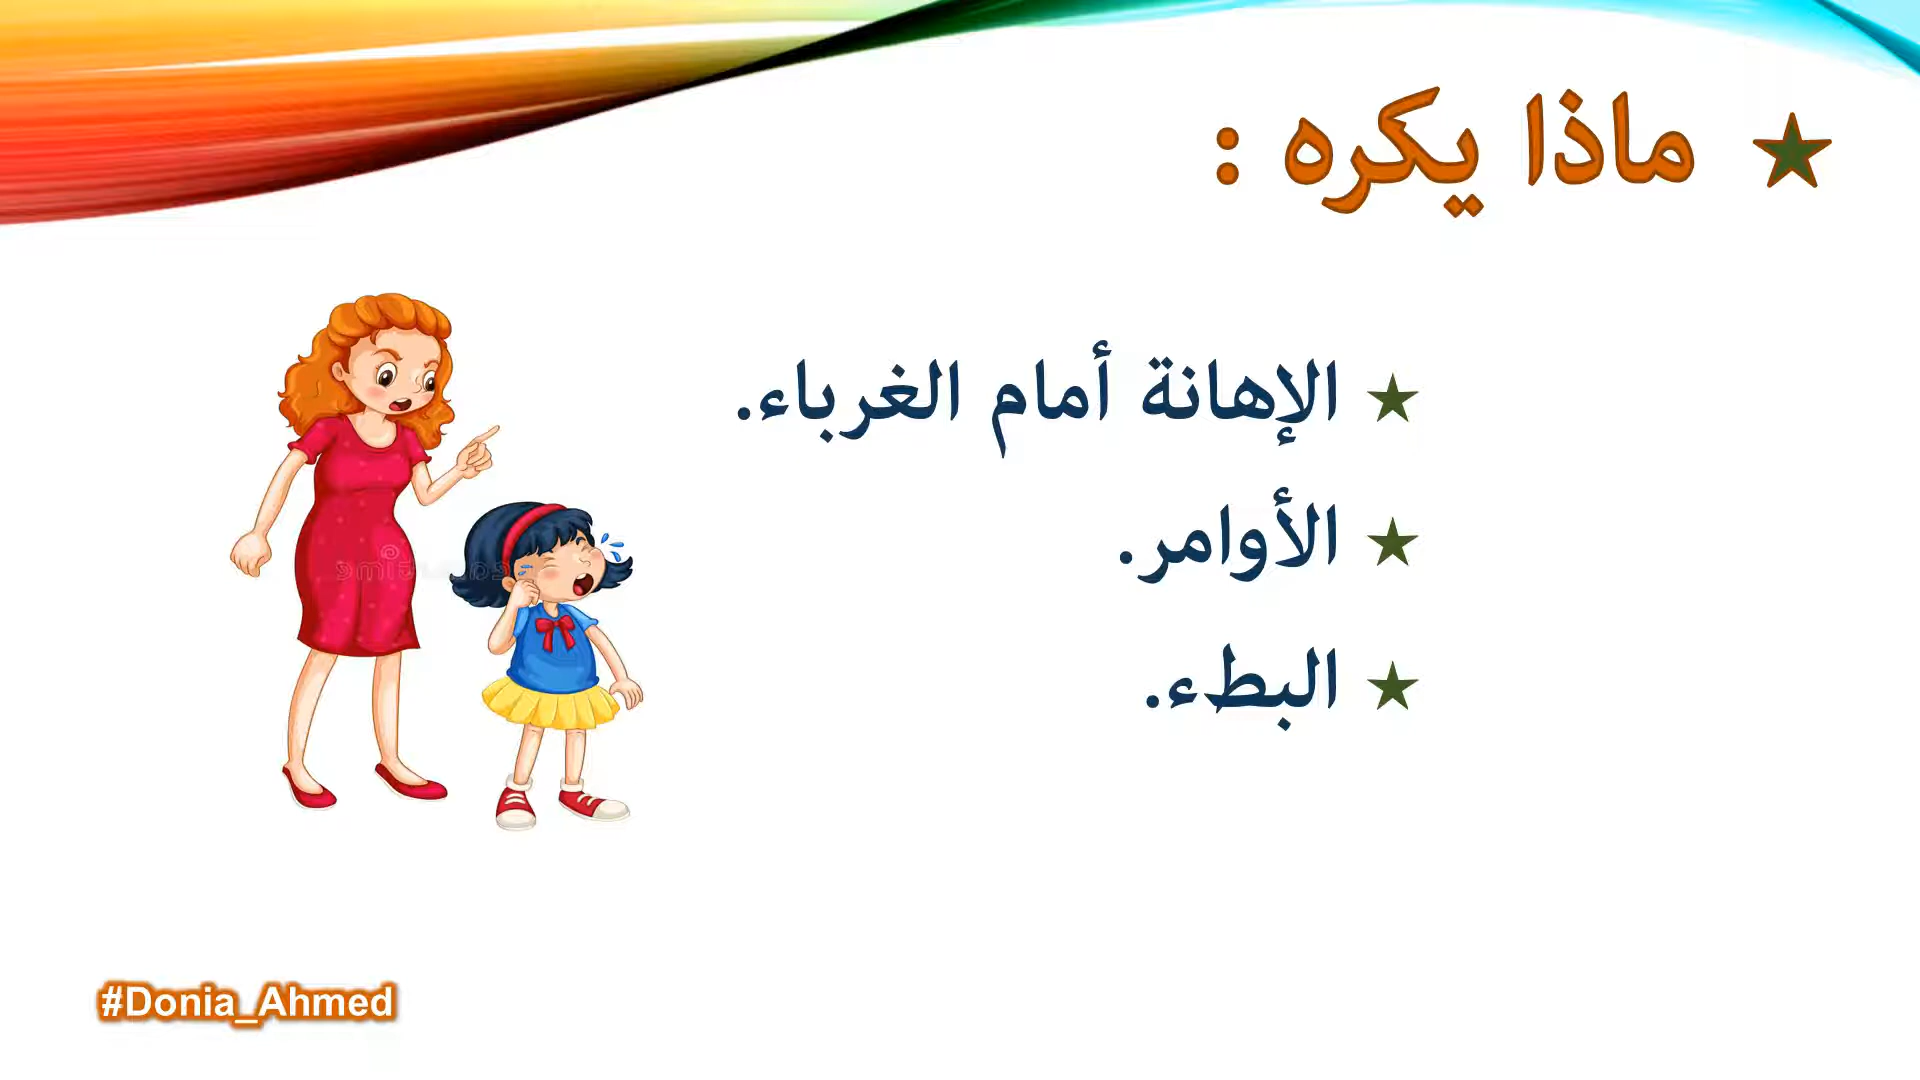 ماذا يكره :
الإهانة أمام الغرباء.
الأوامر.
البطء.
#Donia_Ahmed